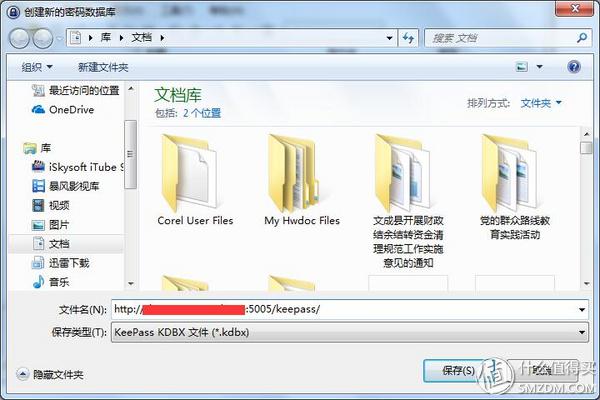 创建新的密码数据库
库
文档
搜索 文档
组织
新建文件夹
最近访问的位置
OneDrive
库
iSkysoft iTube S
暴风影视库
视频
图片
文档
迅雷下载
音乐
文档库
包括: 2 个位置
排列方式:
文件夹
Corel User Files
My Hwdoc Files
文成县开展财政
结余结转资金清
理规范工作实施
意见的通知
党的群众路线教
育实践活动
文件名(N):
http://
:5005/keepass/
保存类型(T):
KeePass KDBX 文件 (*.kdbx)
隐藏文件夹
保存(S)
取消
值 什么值得买
SMZDM.COM